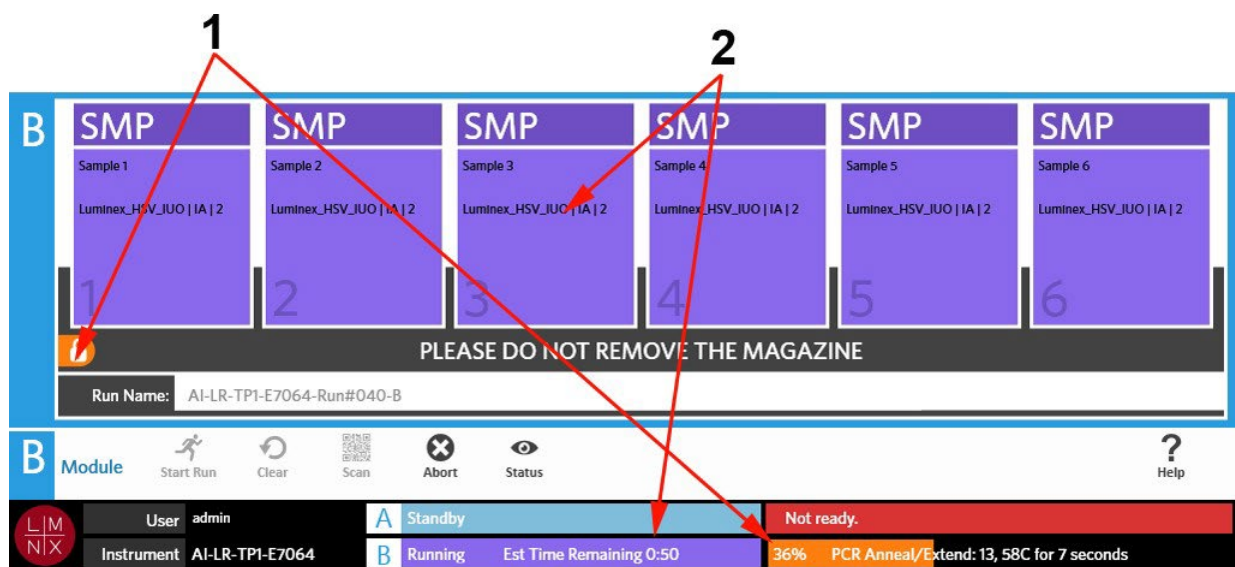 1
2
B
SMP SMP SMP SMP SMP SMP
Sample 1 Sample 2 Sample 3 Sample 4 Sample 5 Sample 6
Luminex_HSV_IUO | IA | 2 Luminex_HSV_IUO | IA | 2 Luminex_HSV_IUO | IA | 2 Luminex_HSV_IUO | IA | 2 Luminex_HSV_IUO | IA | 2 Luminex_HSV_IUO | IA | 2
1 2 3 4 5 6
PLEASE DO NOT REMOVE THE MAGAZINE
Run Name: AI-LR-TP1-E7064-Run#040-B
B Module Start Run Clear Scan Abort Status ? Help
LM
NX
User admin A Standby Not ready.
Instrument AI-LR-TP1-E7064 B Running Est Time Remaining 0:50 36% PCR Anneal/Extend: 13, 58C for 7 seconds